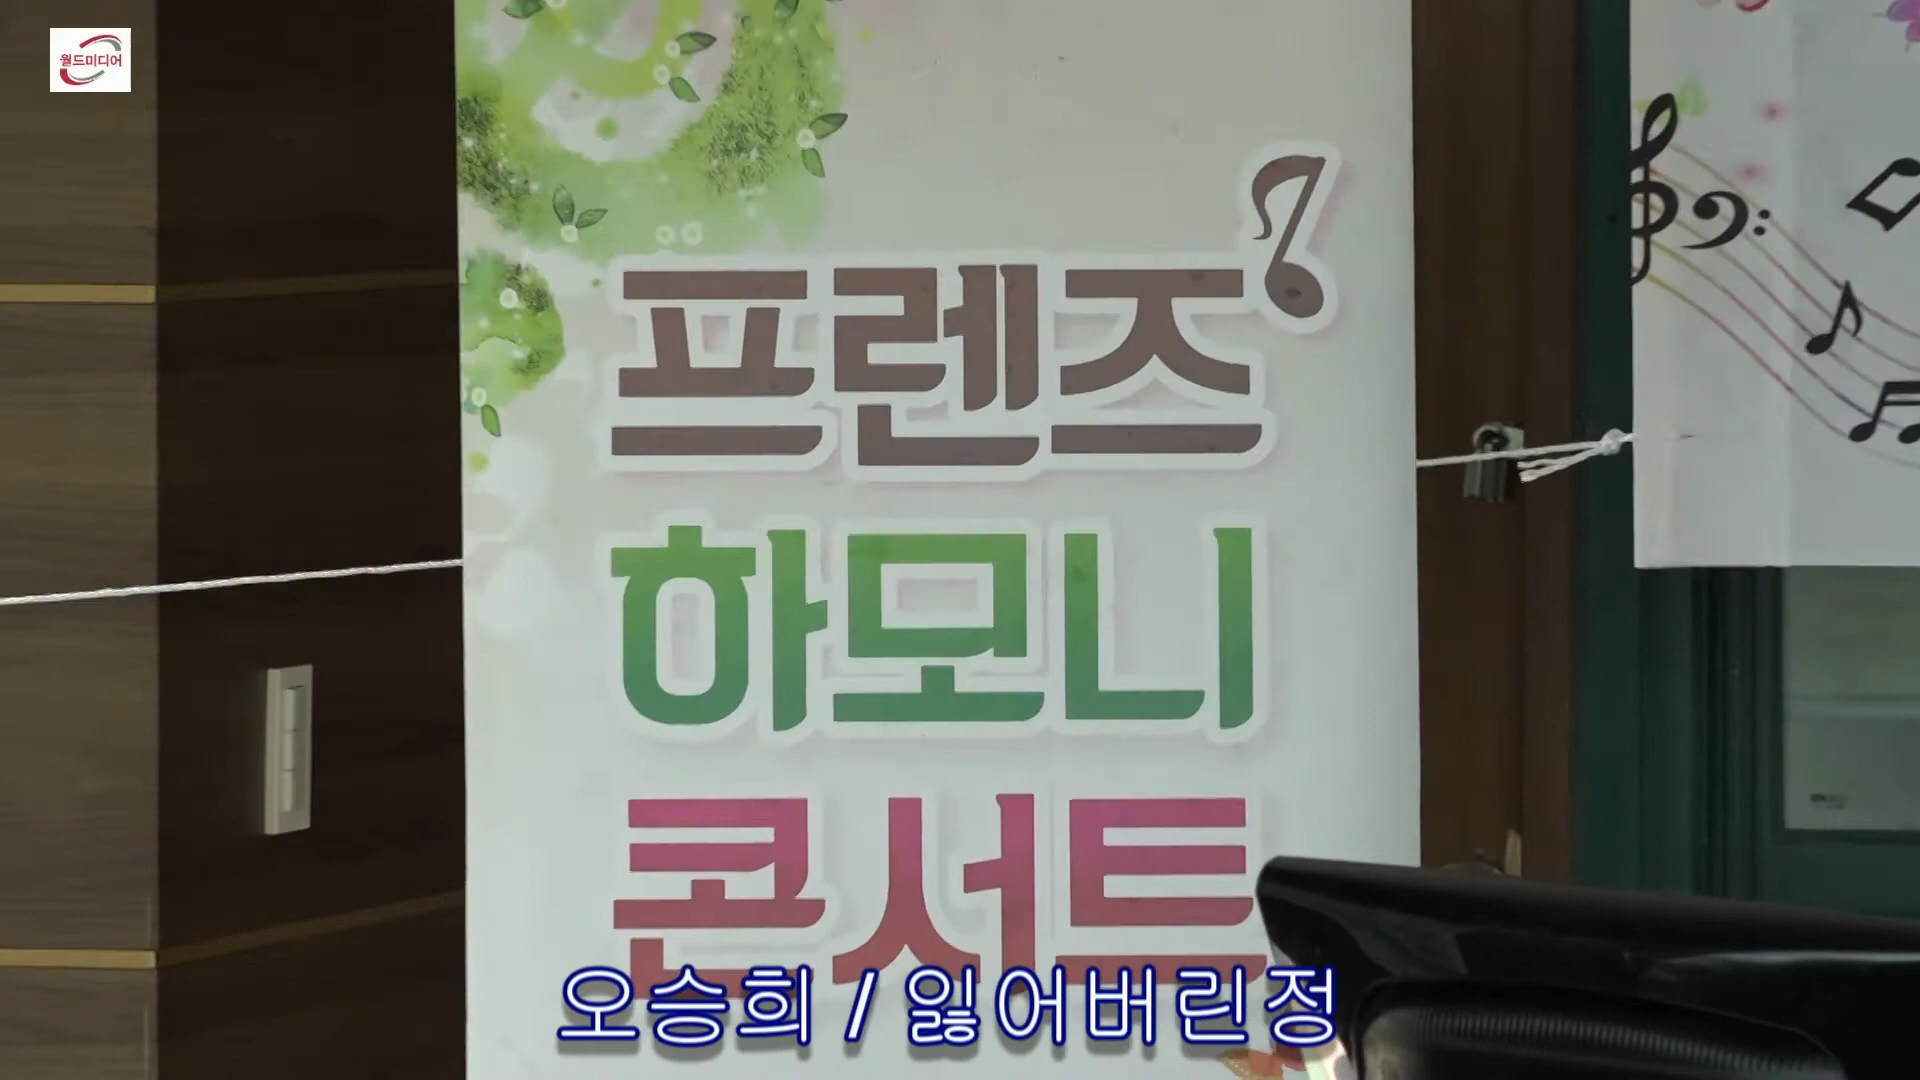 월드미디어
프렌즈
하모니
콘서트
오승희 / 잃어버린정